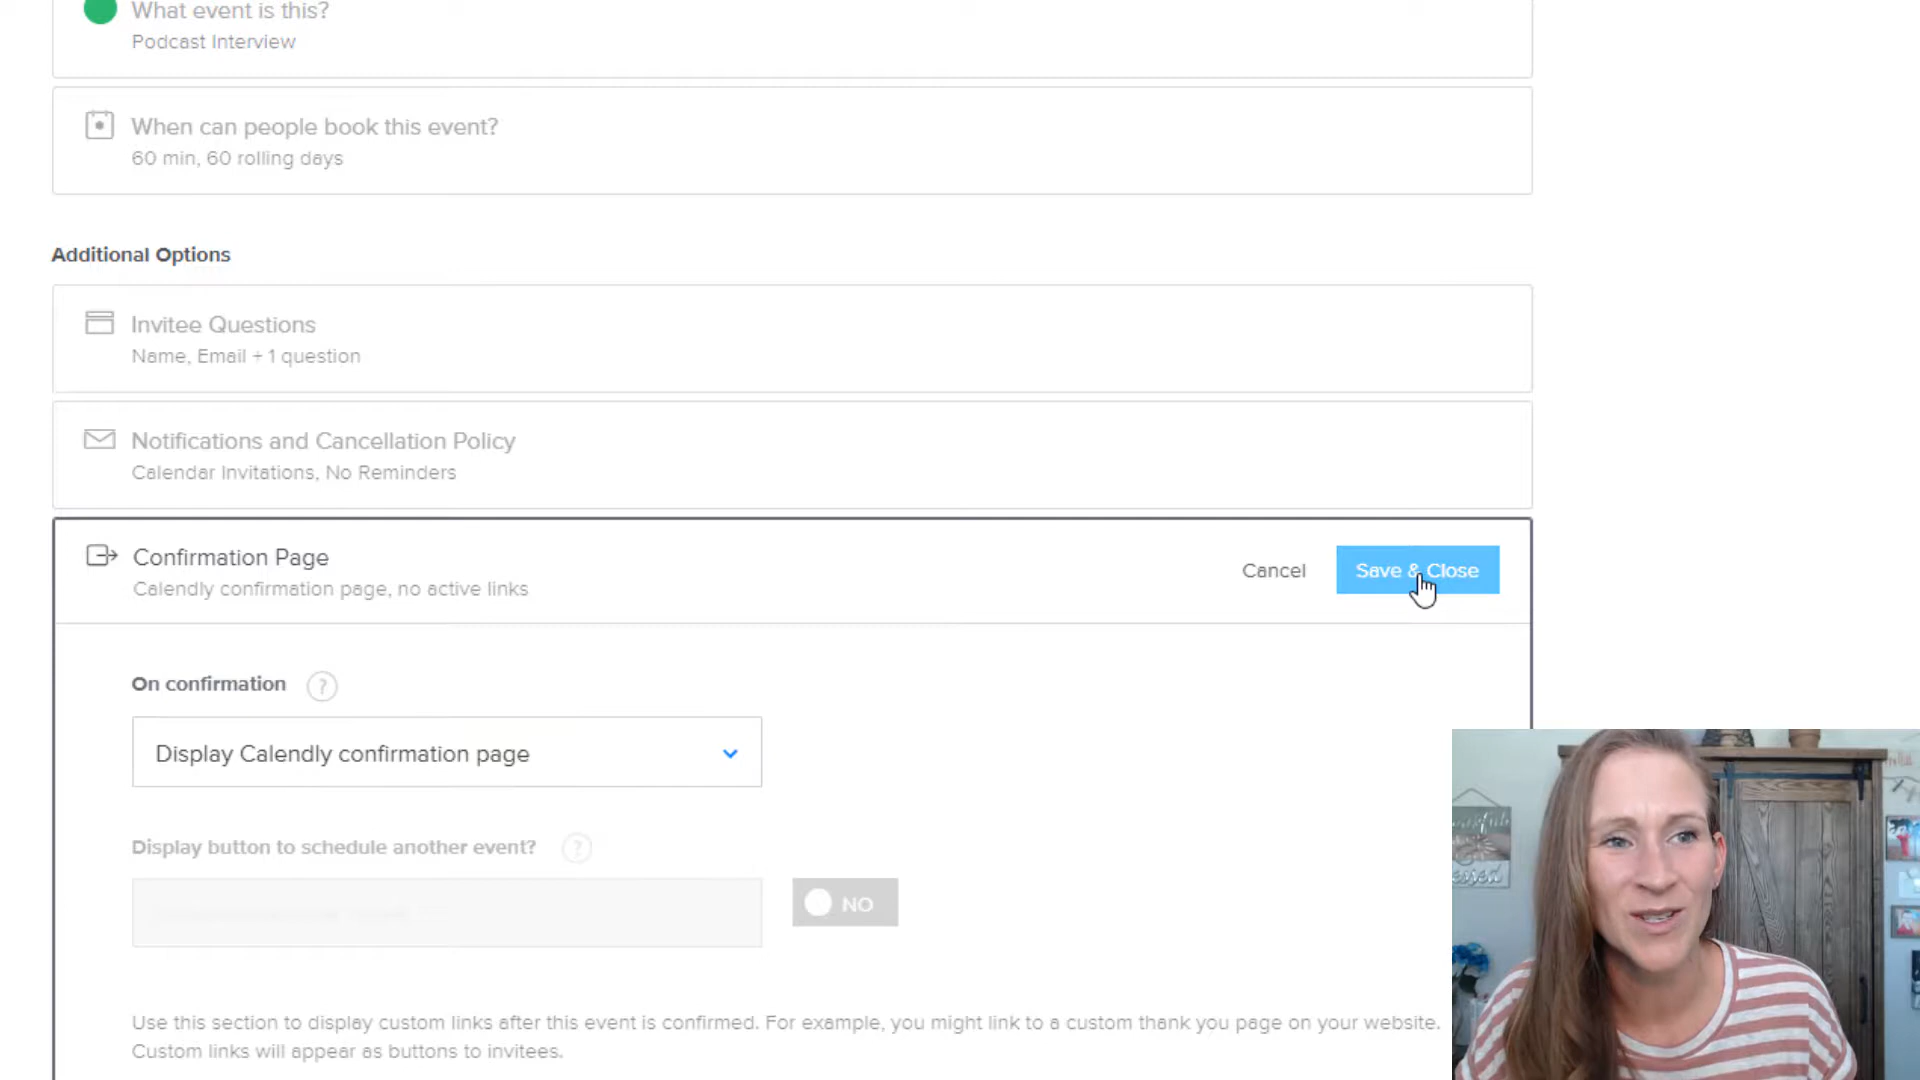 What event is this?
Podcast Interview
When can people book this event?
60 min, 60 rolling days
Additional Options
Invitee Questions
Name, Email + 1 question
Notifications and Cancellation Policy
Calendar Invitations, No Reminders
Confirmation Page
Calendly confirmation page, no active links
Cancel
Save & Close
On confirmation ?
Display Calendly confirmation page
Display button to schedule another event? ?
NO
Use this section to display custom links after this event is confirmed. For example, you might link to a custom thank you page on your website.
Custom links will appear as buttons to invitees.